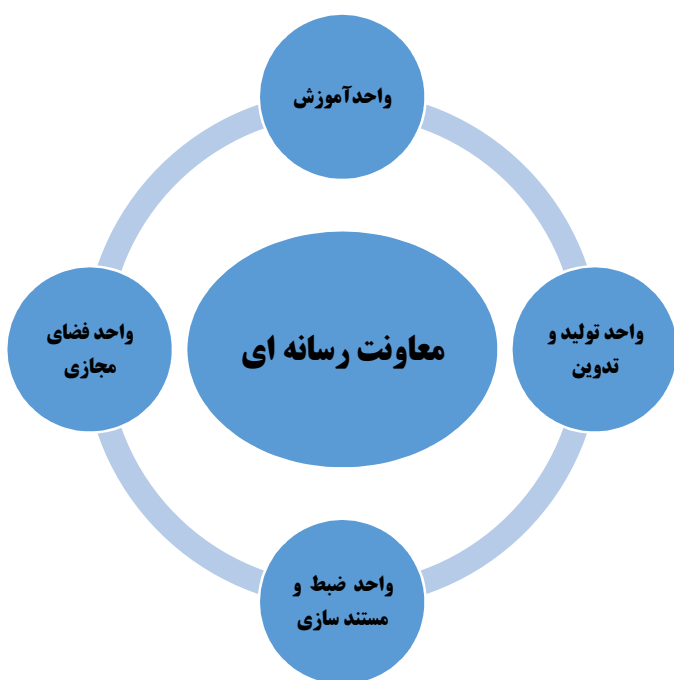 واحدآموزش
واحد تولید و
تدوین
معاونت رسانه ای
واحد فضای
مجازی
واحد ضبط و
مستند سازی